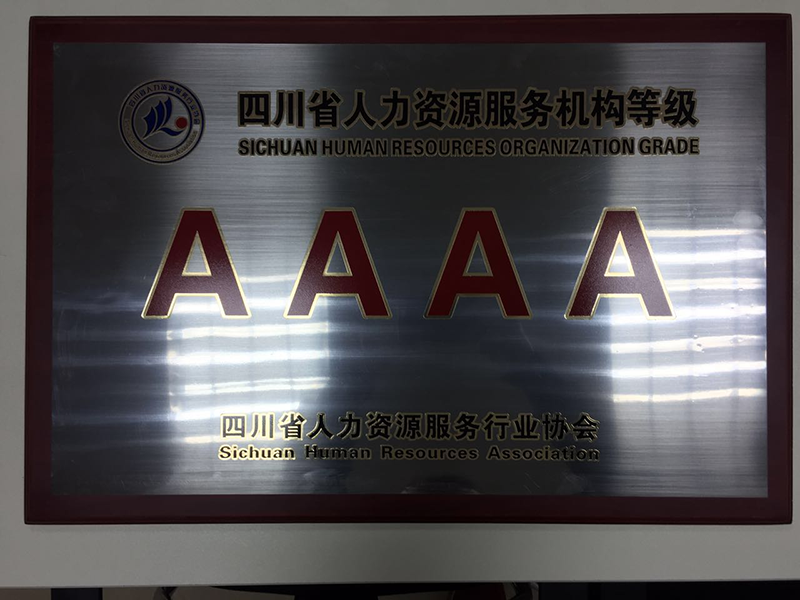 四川省人力资源服务机构等级
SICHUAN HUMAN RESOURCES ORGANIZATION GRADE
AAAA
四川省人力资源服务行业协会
Sichuan Human Resources Association